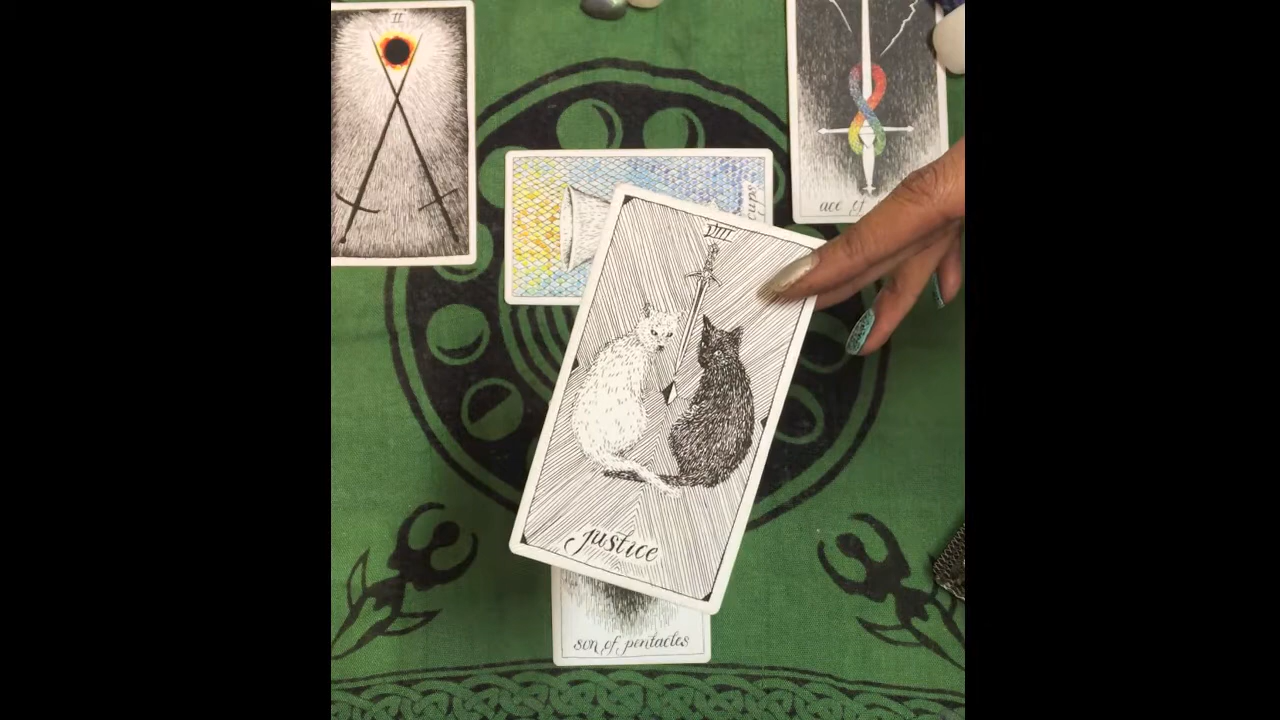 II
ace of
cups
VIII
justice
son of pentacles